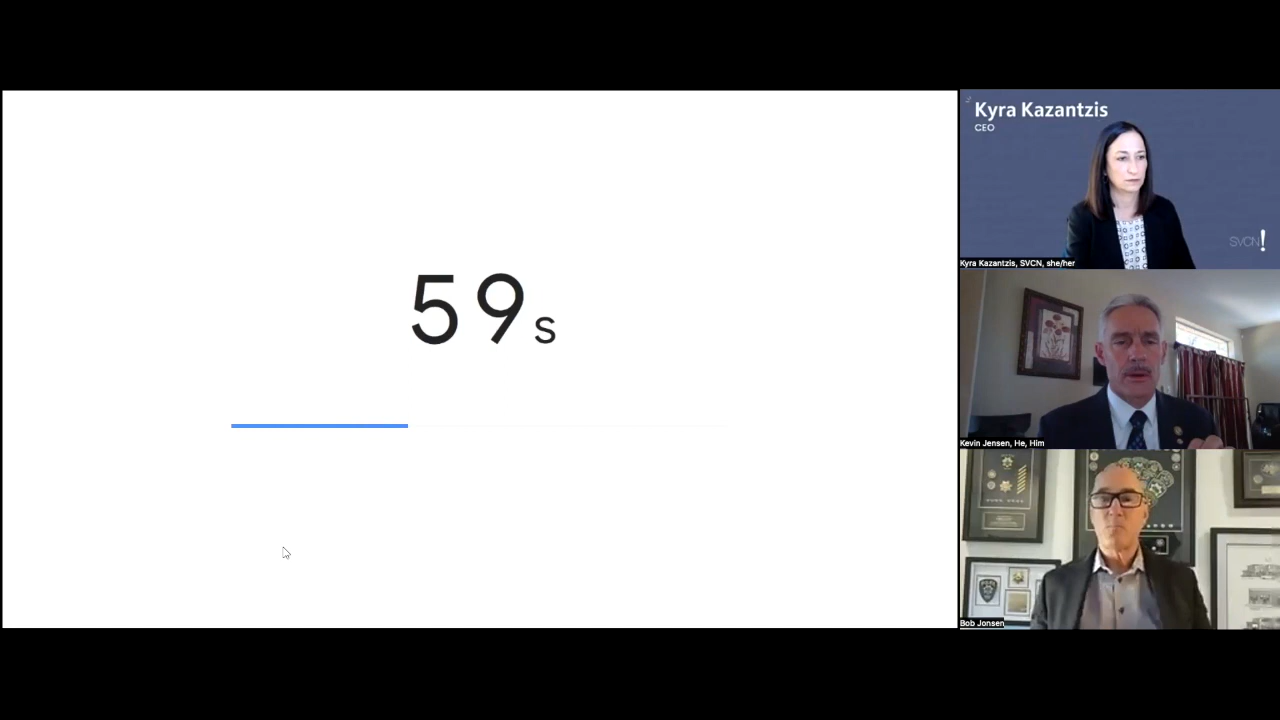 59s
Kyra Kazantzis
CEO
SVCN!
Kyra Kazantzis, SVCN, she/her
Kevin Jensen, He, Him
Bob Jonsen